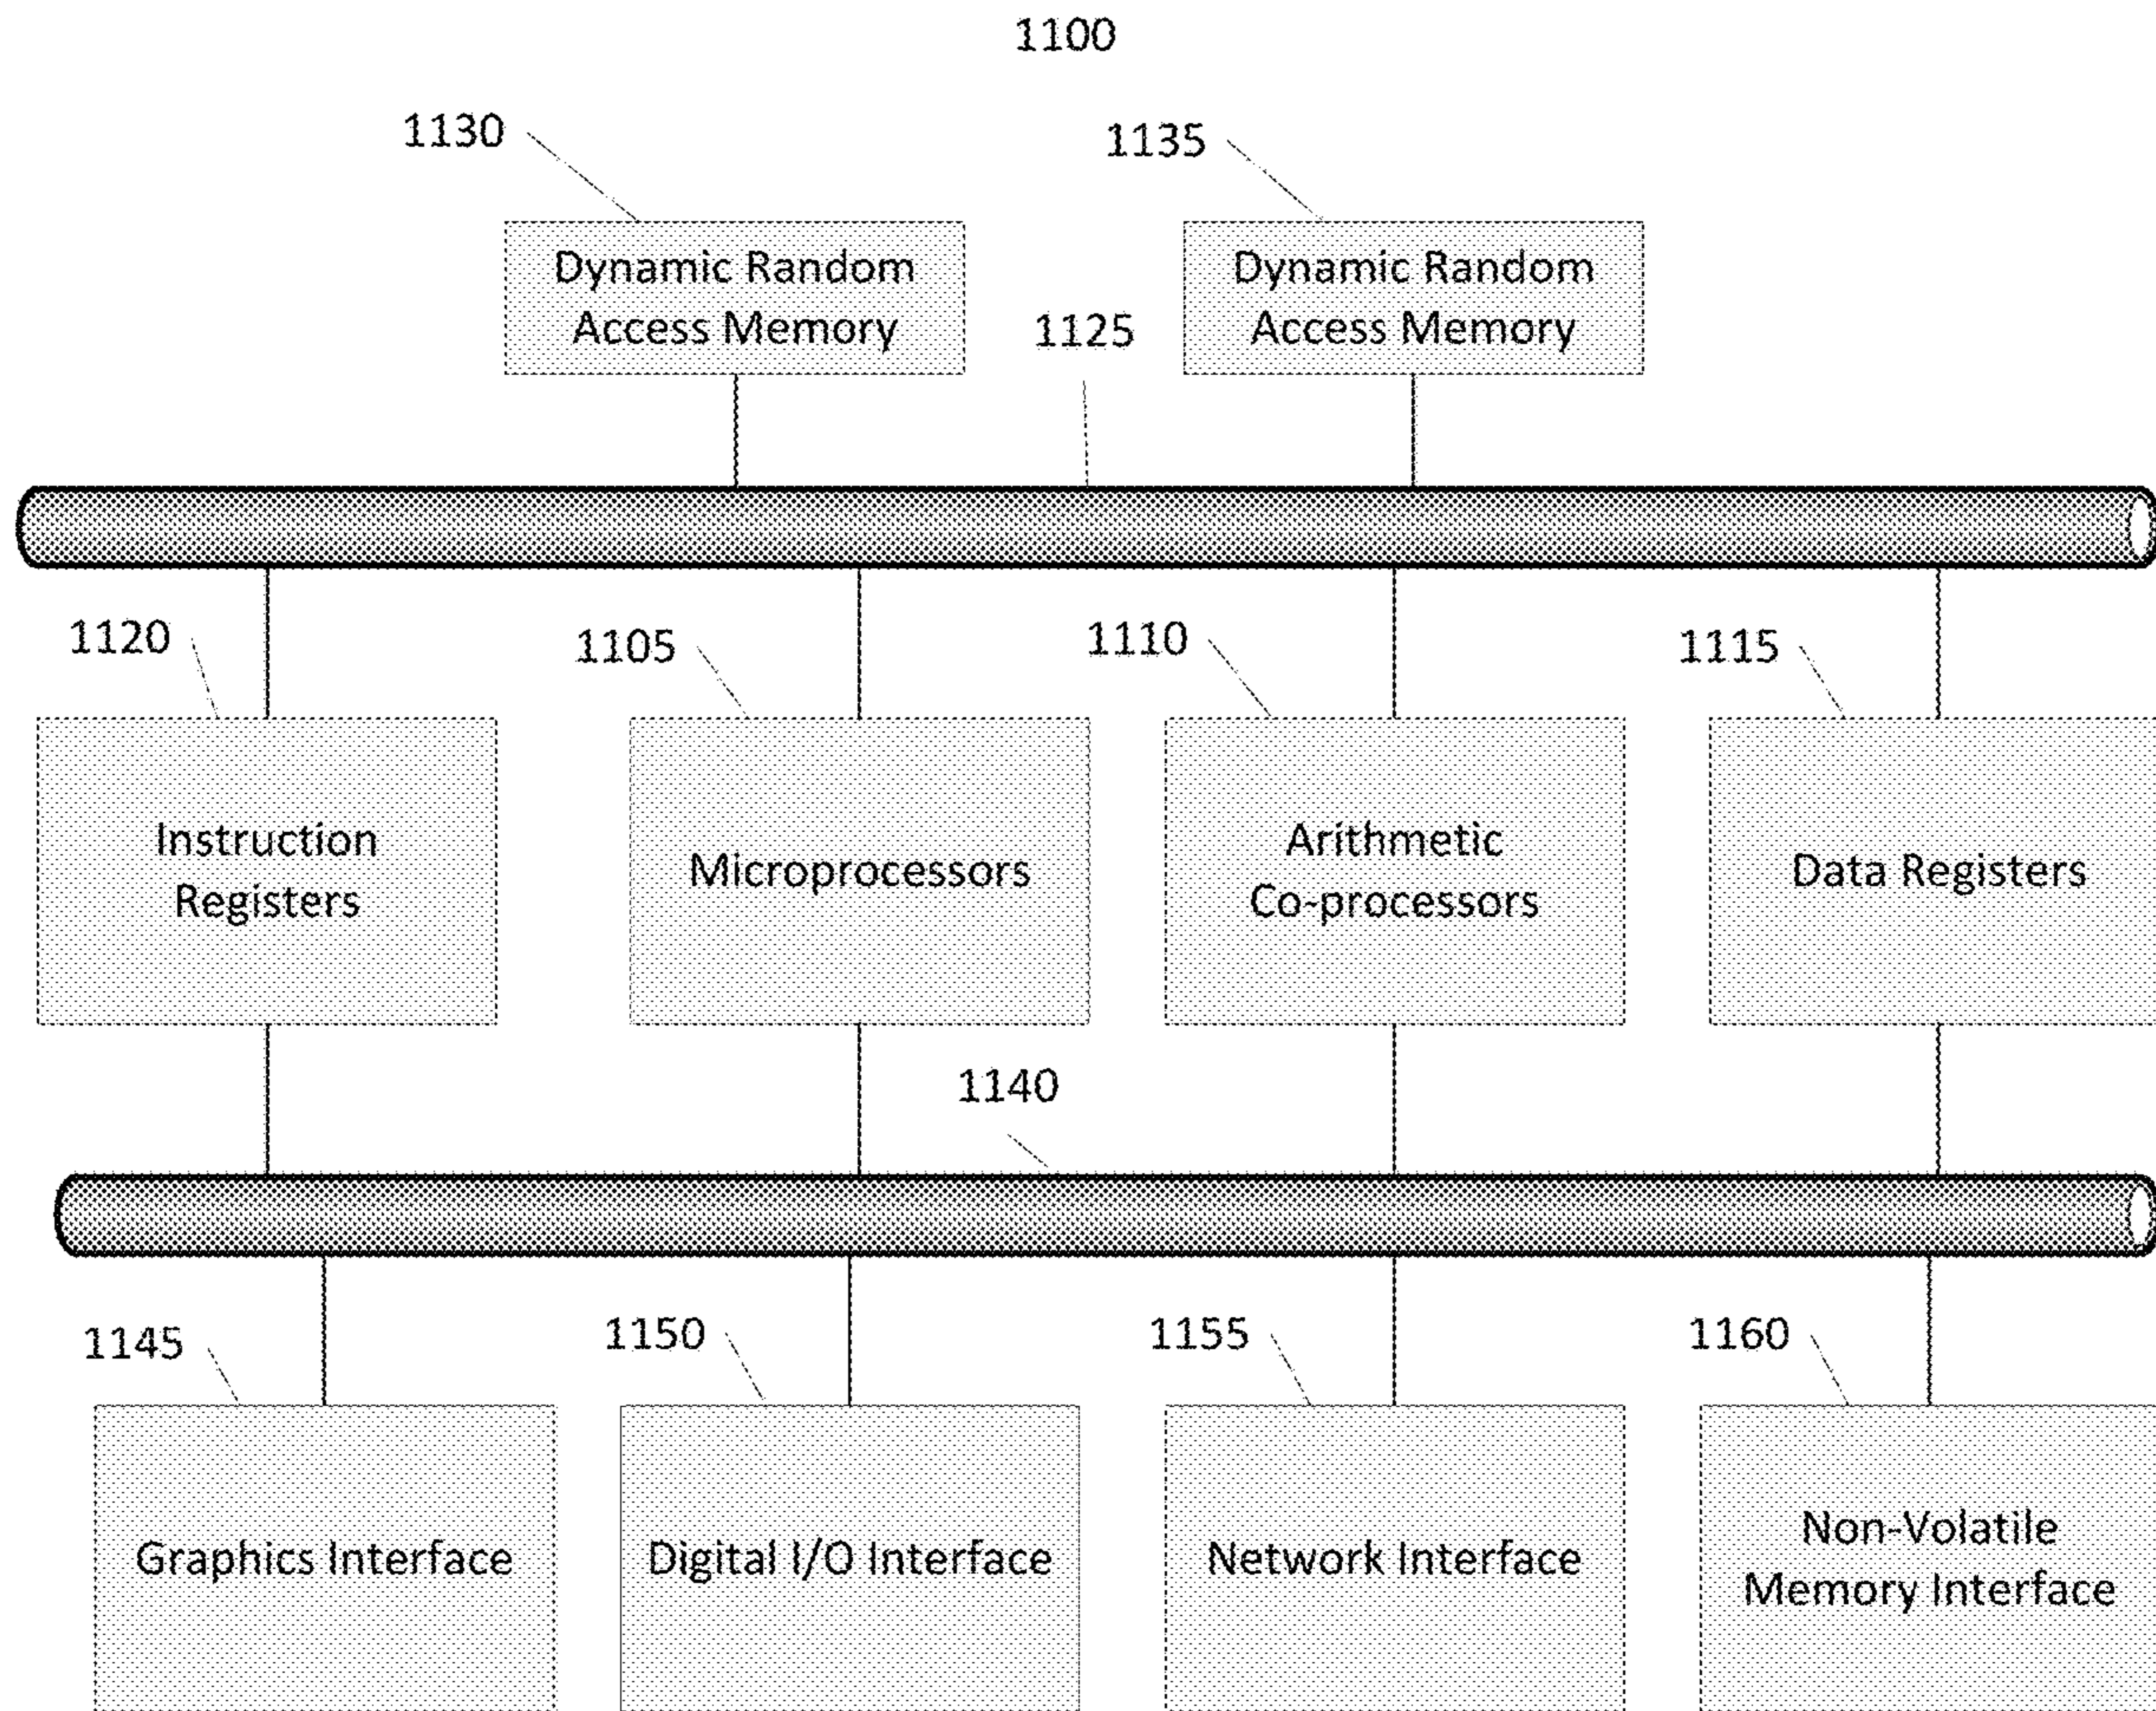 1100
1130
1135
Dynamic Random
Access Memory
1125
Dynamic Random
Access Memory
1120
1105
1110
1115
Instruction
Registers
Microprocessors
Arithmetic
Co-processors
Data Registers
1140
1145
1150
1155
1160
Graphics Interface
Digital I/O Interface
Network Interface
Non-Volatile
Memory Interface